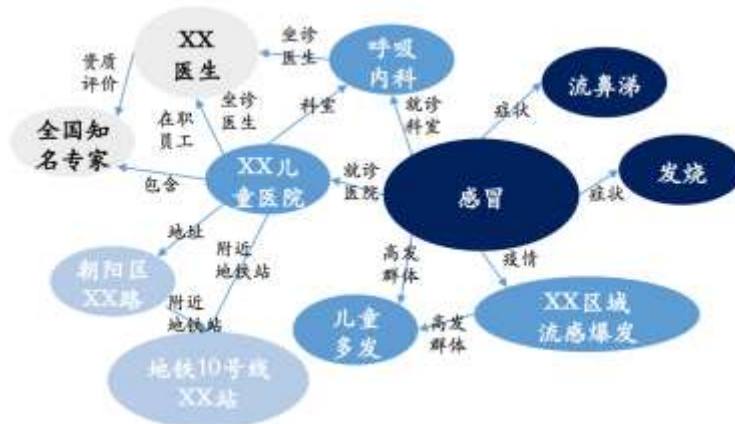 XX
医生
坐诊
医生
呼吸
内科
流鼻涕
资质
评价
在职
员工
坐诊
医生
科室
就诊
科室
症状
全国知
名专家
包含
XX儿
童医院
就诊
医院
感冒
症状
发烧
地址
附近
地铁站
高发
群体
疫情
朝阳区
XX路
附近
地铁站
儿童
多发
高发
群体
XX区域
流感爆发
地铁10号线
XX站